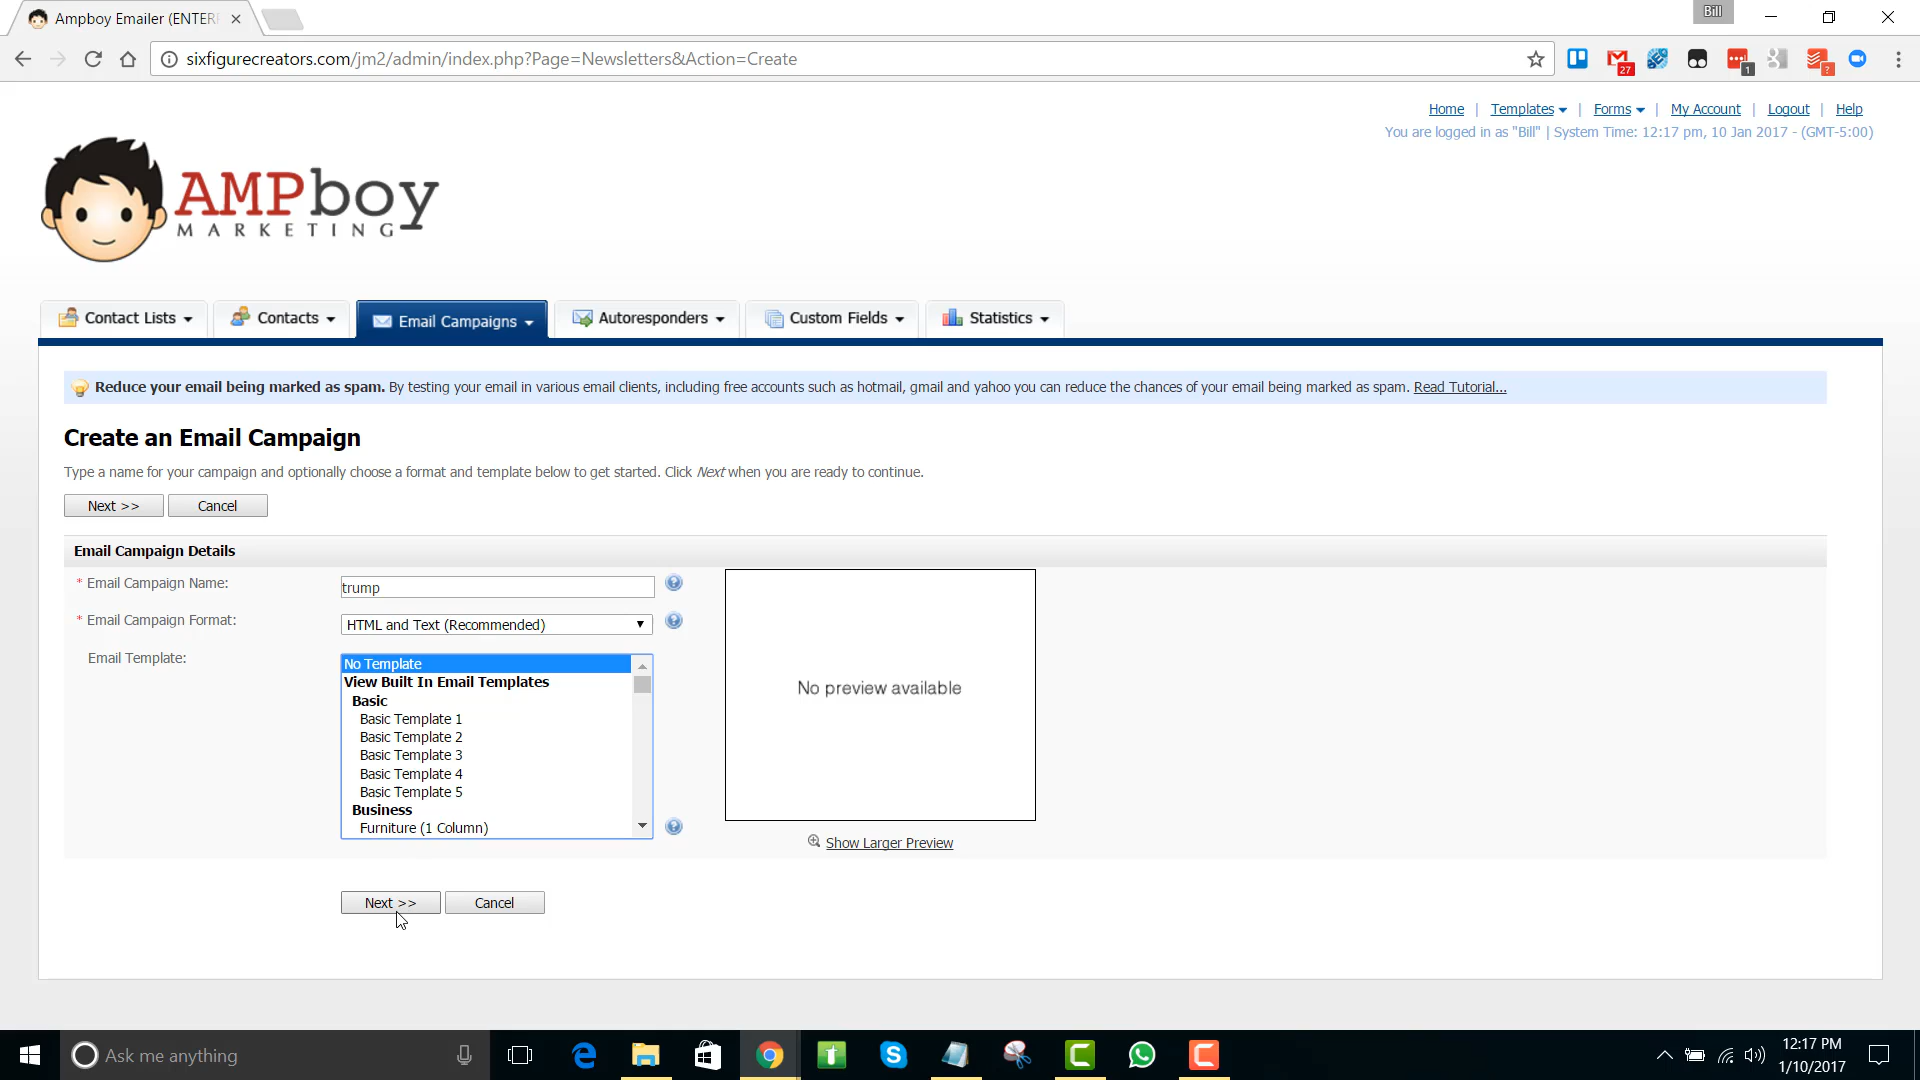 Ampboy Emailer (ENTER
Bill
sixfigurecreators.com/jm2/admin/index.php?Page=Newsletters&Action=Create
27
1
?
Home | Templates | Forms | My Account | Logout | Help
You are logged in as "Bill" | System Time: 12:17 pm, 10 Jan 2017 - (GMT-5:00)
AMPboy
MARKETING
Contact Lists Contacts Email Campaigns Autoresponders Custom Fields Statistics
Reduce your email being marked as spam. By testing your email in various email clients, including free accounts such as hotmail, gmail and yahoo you can reduce the chances of your email being marked as spam. Read Tutorial...
Create an Email Campaign
Type a name for your campaign and optionally choose a format and template below to get started. Click Next when you are ready to continue.
Next >> Cancel
Email Campaign Details
* Email Campaign Name: trump
* Email Campaign Format: HTML and Text (Recommended)
Email Template:
No Template
View Built In Email Templates
Basic
Basic Template 1
Basic Template 2
Basic Template 3
Basic Template 4
Basic Template 5
Business
Furniture (1 Column)
No preview available
Show Larger Preview
Next >> Cancel
Ask me anything
12:17 PM
1/10/2017